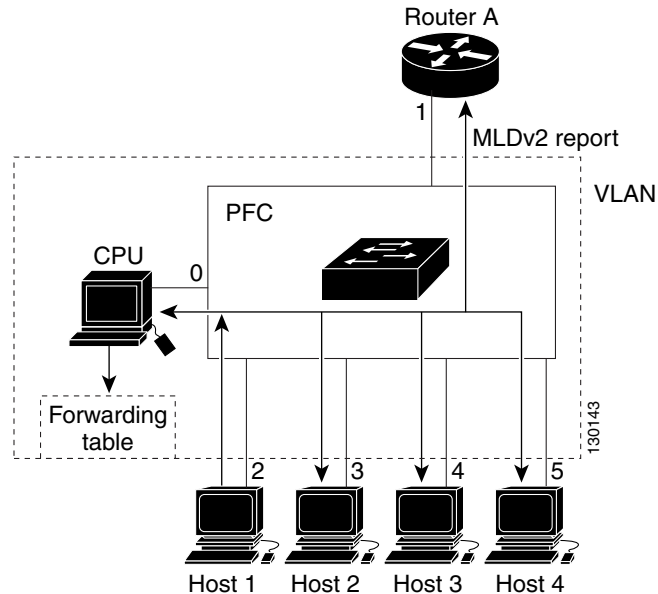 Router A
1
MLDv2 report
VLAN
PFC
CPU
0
Forwarding
table
130143
2
3
4
5
Host 1
Host 2
Host 3
Host 4